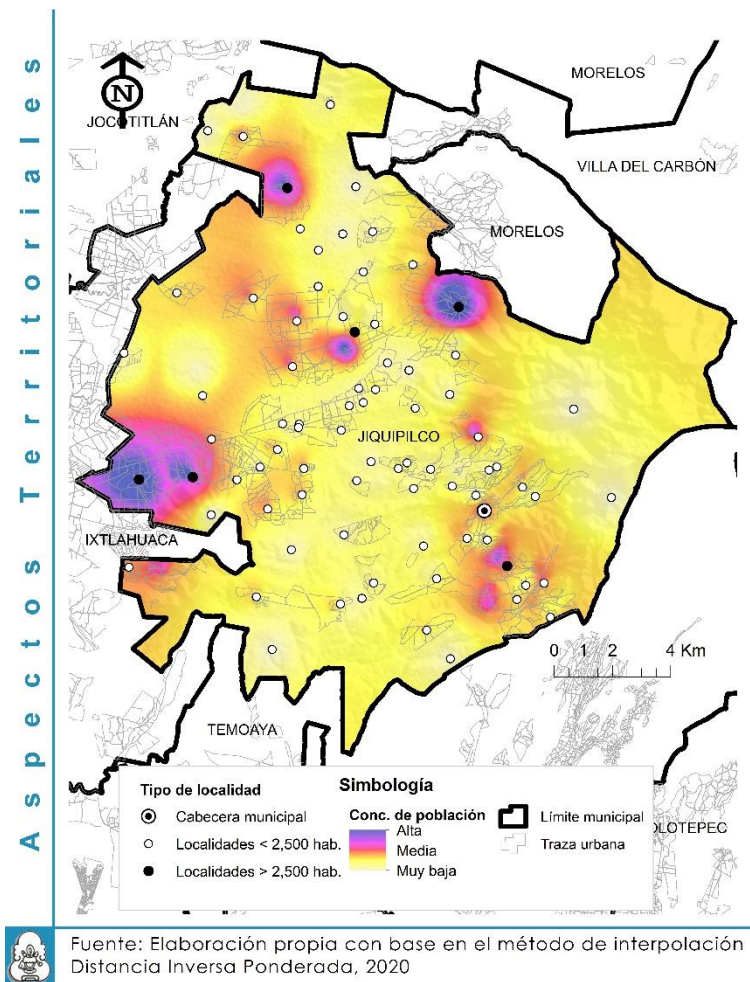 Aspectos Territoriales
N
JOCOTITLÁN
MORELOS
VILLA DEL CARBÓN
MORELOS
JIQUIPILCO
IXTLAHUACA
0 2 4 Km
TEMOAYA
OLOTEPEC
Simbología
Tipo de localidad
Cabecera municipal
Localidades < 2,500 hab.
Localidades > 2,500 hab.
Conc. de población
Alta
Media
Muy baja
Límite municipal
Traza urbana
Fuente: Elaboración propia con base en el método de interpolación
Distancia Inversa Ponderada, 2020